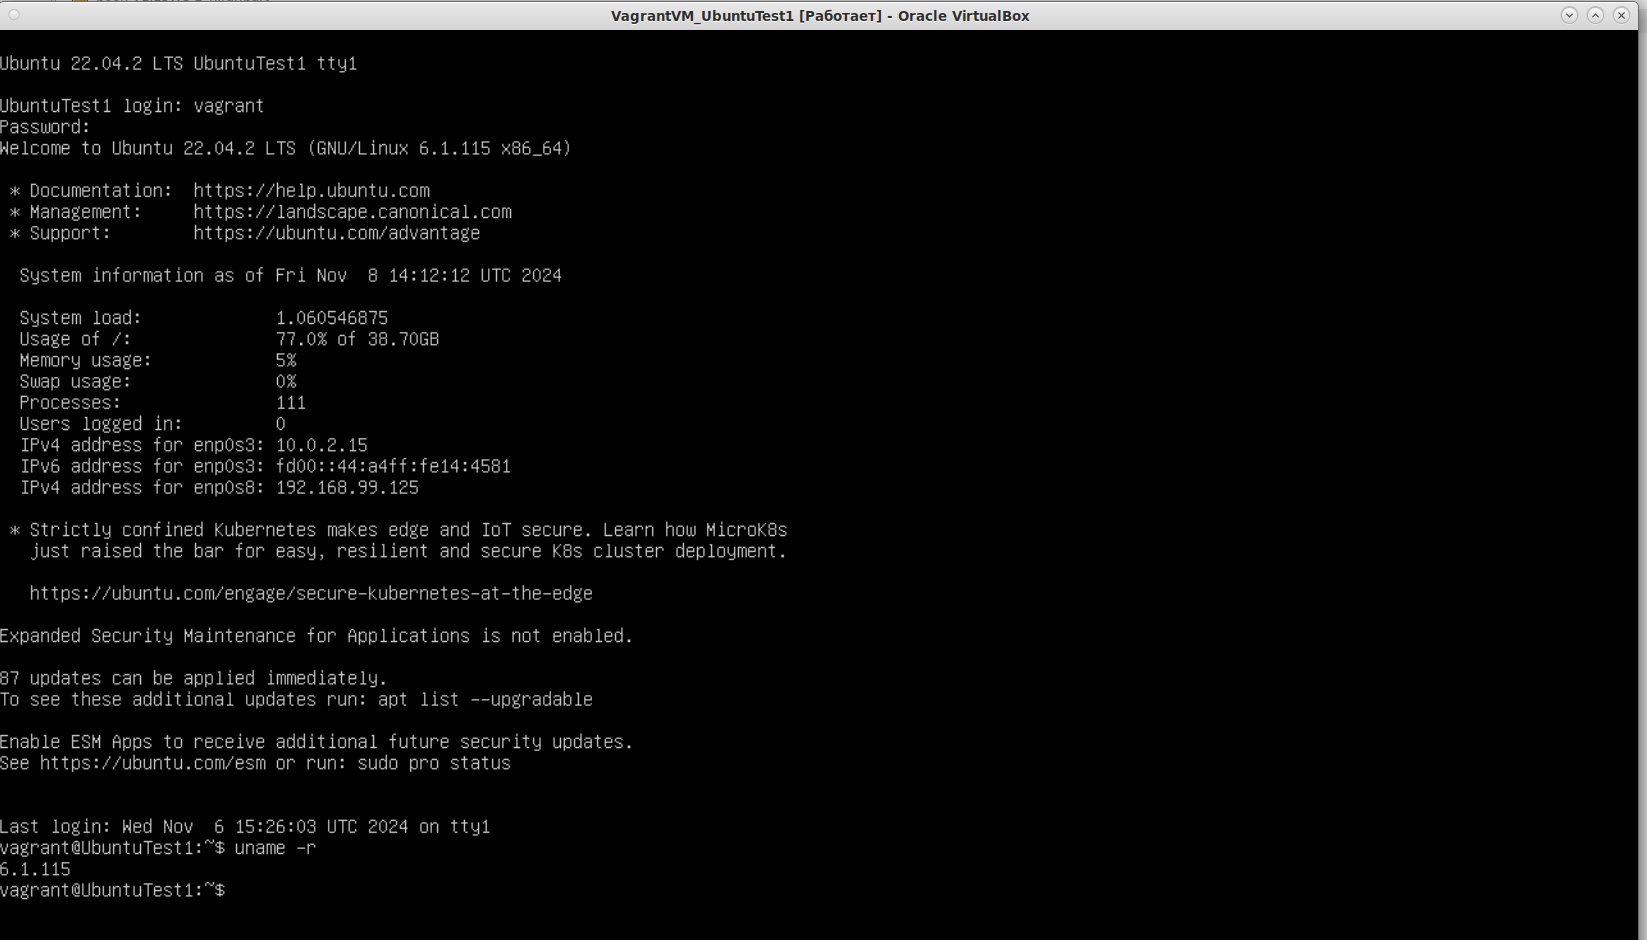 VagrantVM_UbuntuTest1 [Работает] - Oracle VirtualBox
Ubuntu 22.04.2 LTS UbuntuTest1 tty1
UbuntuTest1 login: vagrant
Password:
Welcome to Ubuntu 22.04.2 LTS (GNU/Linux 6.1.115 x86_64)
* Documentation:  https://help.ubuntu.com
* Management:     https://landscape.canonical.com
* Support:        https://ubuntu.com/advantage
System information as of Fri Nov  8 14:12:12 UTC 2024
System load:             1.060546875
Usage of /:              77.0% of 38.70GB
Memory usage:            5%
Swap usage:              0%
Processes:               111
Users logged in:         0
IPv4 address for enp0s3: 10.0.2.15
IPv6 address for enp0s3: fd00::44:a4ff:fe14:4581
IPv4 address for enp0s8: 192.168.99.125
* Strictly confined Kubernetes makes edge and IoT secure. Learn how MicroK8s
just raised the bar for easy, resilient and secure K8s cluster deployment.
https://ubuntu.com/engage/secure-kubernetes-at-the-edge
Expanded Security Maintenance for Applications is not enabled.
87 updates can be applied immediately.
To see these additional updates run: apt list --upgradable
Enable ESM Apps to receive additional future security updates.
See https://ubuntu.com/esm or run: sudo pro status
Last login: Wed Nov  6 15:26:03 UTC 2024 on tty1
vagrant@UbuntuTest1:~$ uname -r
6.1.115
vagrant@UbuntuTest1:~$